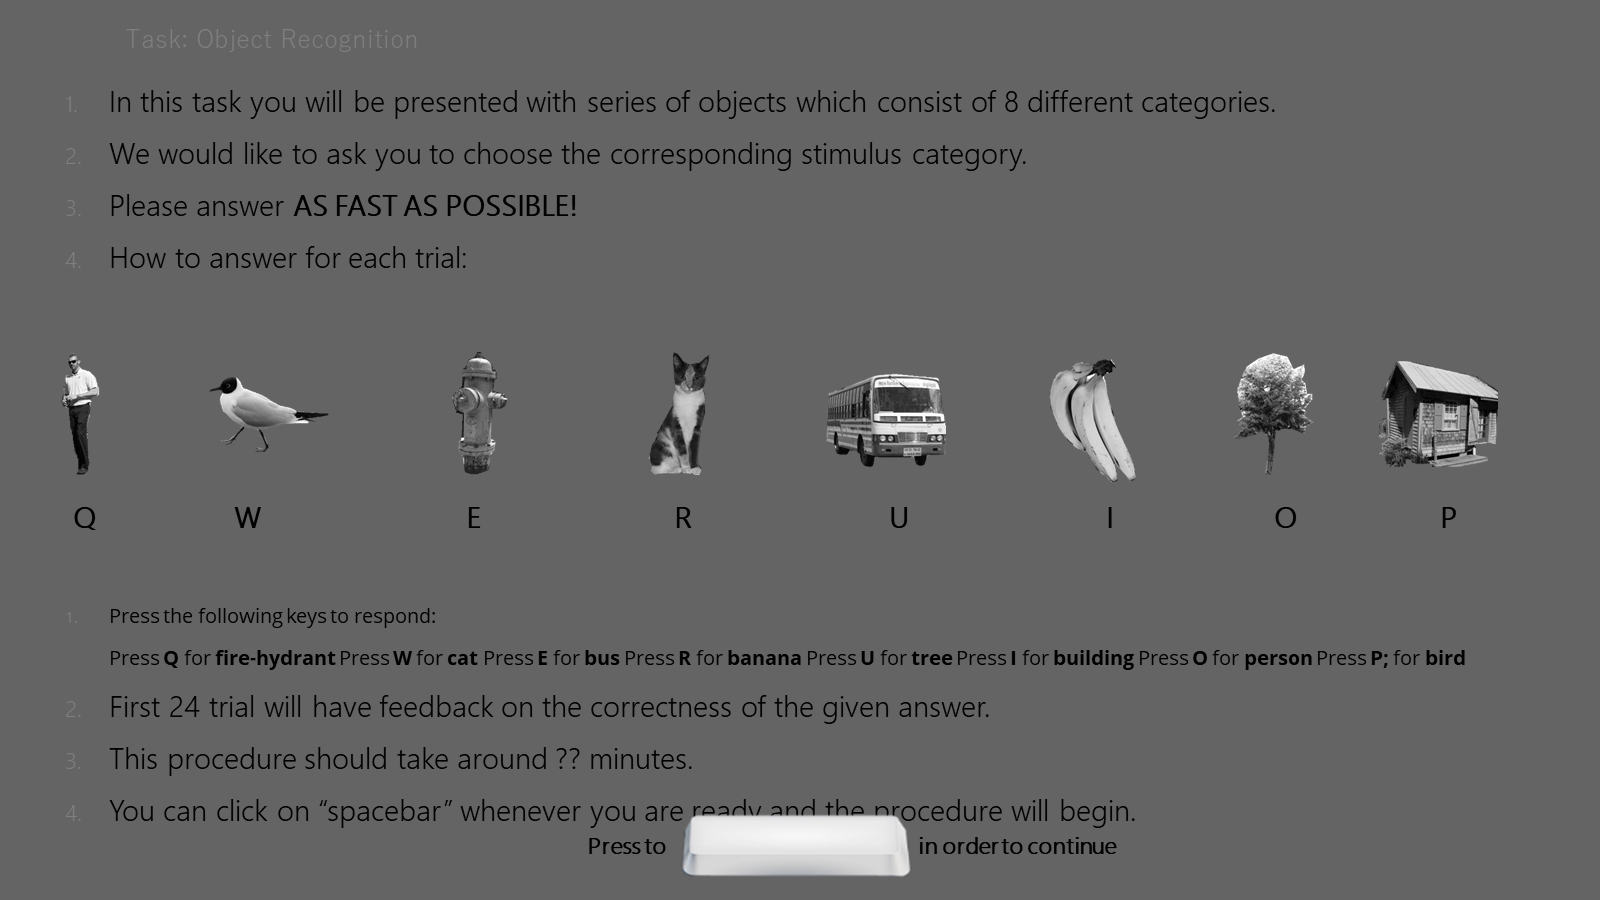 Task: Object Recognition
1. In this task you will be presented with series of objects which consist of 8 different categories.
2. We would like to ask you to choose the corresponding stimulus category.
3. Please answer AS FAST AS POSSIBLE!
4. How to answer for each trial:
Q W E R U I O P
1. Press the following keys to respond:
Press Q for fire-hydrant Press W for cat Press E for bus Press R for banana Press U for tree Press I for building Press O for person Press P; for bird
2. First 24 trial will have feedback on the correctness of the given answer.
3. This procedure should take around ?? minutes.
4. You can click on “spacebar” whenever you are ready and the procedure will begin.
Press to in order to continue